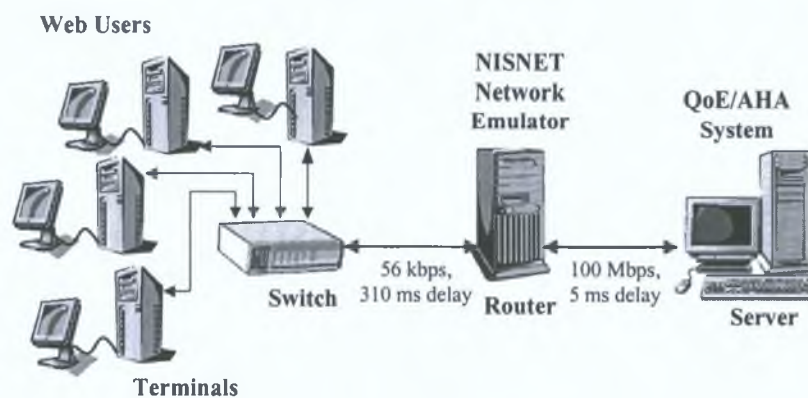 Web Users
NISNET
Network
Emulator
QoE/AHA
System
Switch
56 kbps,
310 ms delay
Router
100 Mbps,
5 ms delay
Server
Terminals